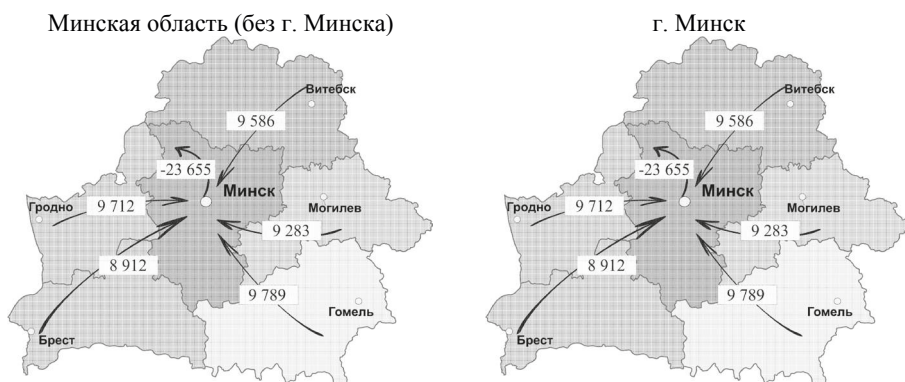 Минская область (без г. Минска)
Витебск
9 586
-23 655
Минск
Гродно
9 712
Могилев
9 283
8 912
9 789
Гомель
Брест
г. Минск
Витебск
9 586
-23 655
Минск
Гродно
9 712
Могилев
9 283
8 912
9 789
Гомель
Брест